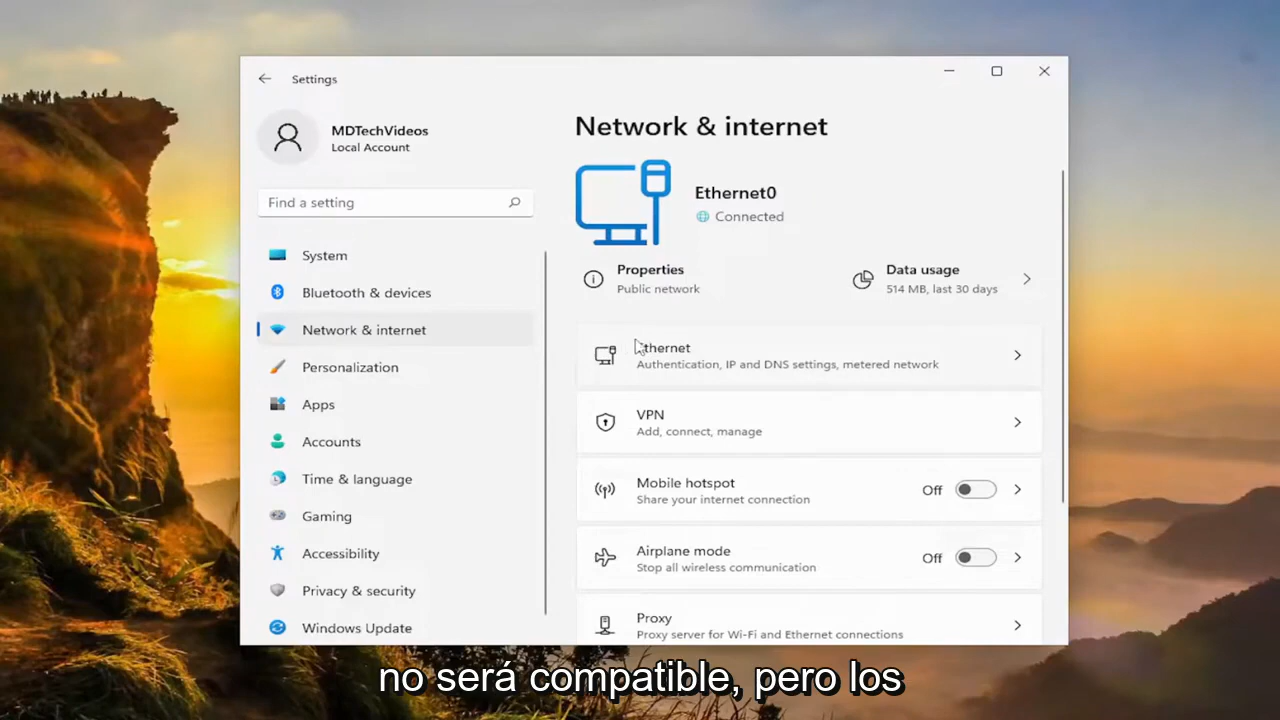 Settings
MDTechVideos
Local Account
Find a setting
System
Bluetooth & devices
Network & internet
Personalization
Apps
Accounts
Time & language
Gaming
Accessibility
Privacy & security
Windows Update
Network & internet
Ethernet0
Connected
Properties
Public network
Data usage
514 MB, last 30 days
Ethernet
Authentication, IP and DNS settings, metered network
VPN
Add, connect, manage
Mobile hotspot
Share your internet connection
Off
Airplane mode
Stop all wireless communication
Off
Proxy
Proxy server for Wi-Fi and Ethernet connections
no será compatible, pero los